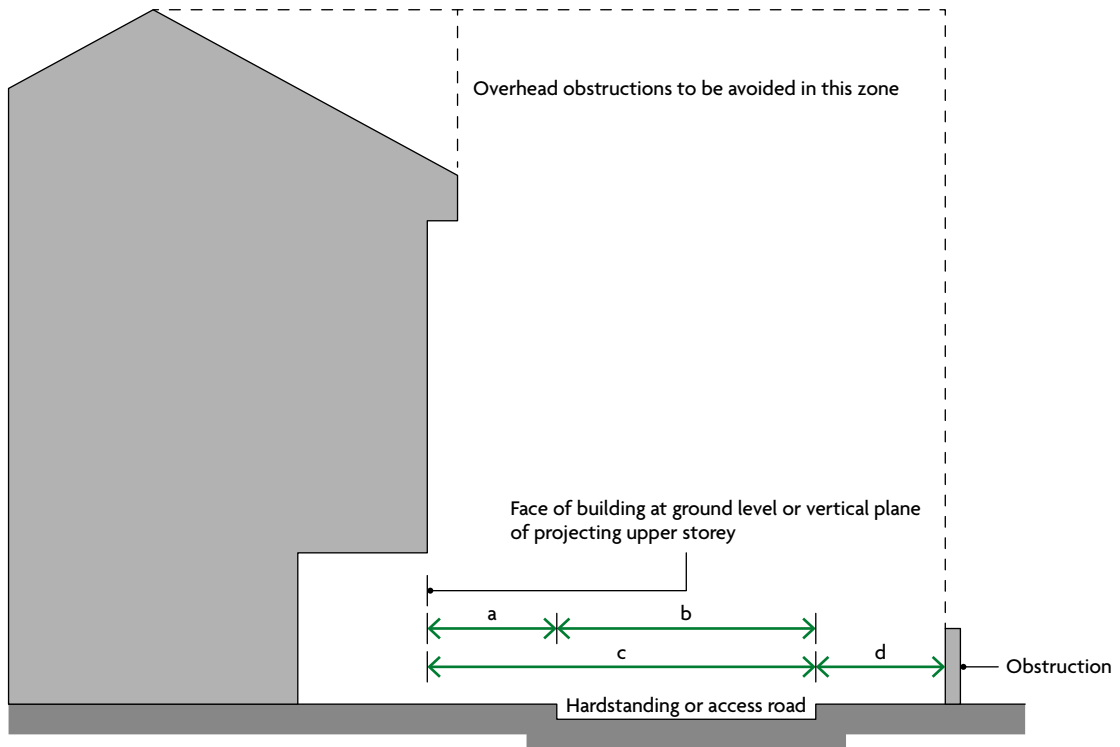 Overhead obstructions to be avoided in this zone
Face of building at ground level or vertical plane
of projecting upper storey
a
b
c
d
Obstruction
Hardstanding or access road